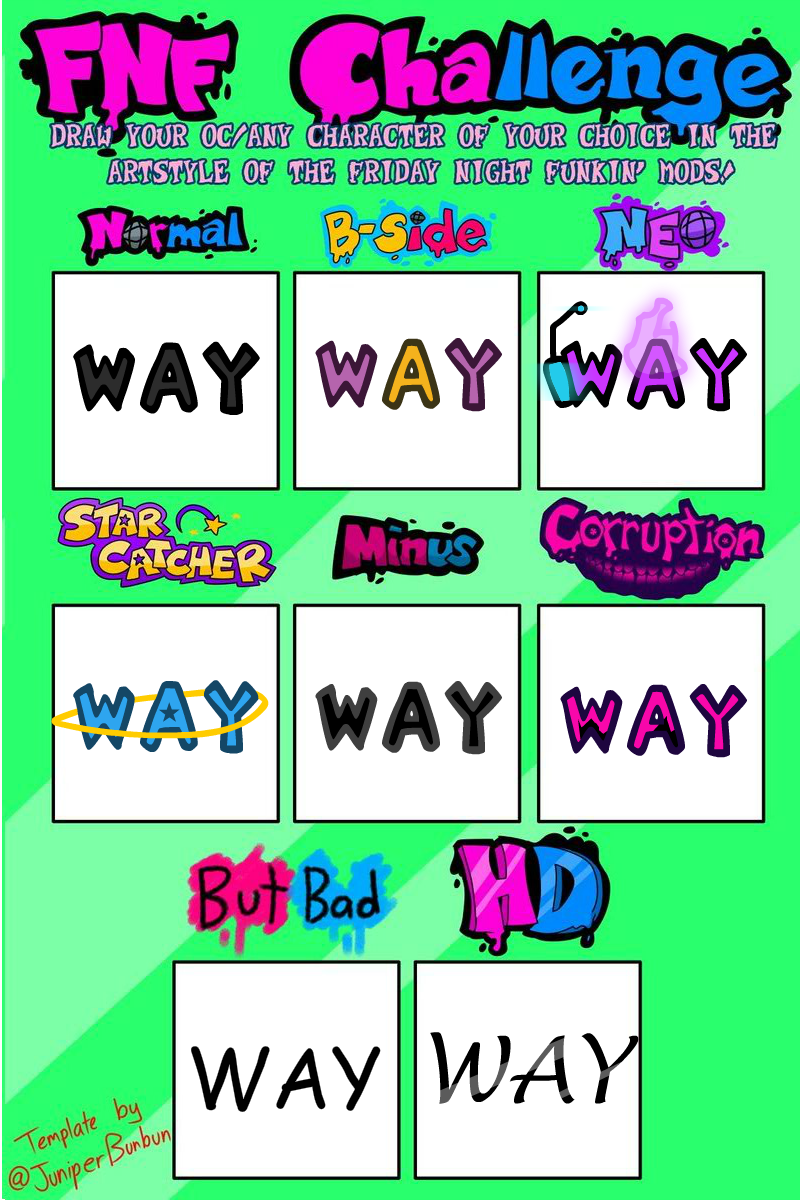 FNF Challenge
DRAW YOUR OC/ANY CHARACTER OF YOUR CHOICE IN THE
ARTSTYLE OF THE FRIDAY NIGHT FUNKIN' MODS!
Normal
B-Side
NEO
WAY
WAY
WAY
STAR
CATCHER
Minus
Corruption
WAY
WAY
WAY
But Bad
HD
WAY
WAY
Template by
@JuniperBunbun